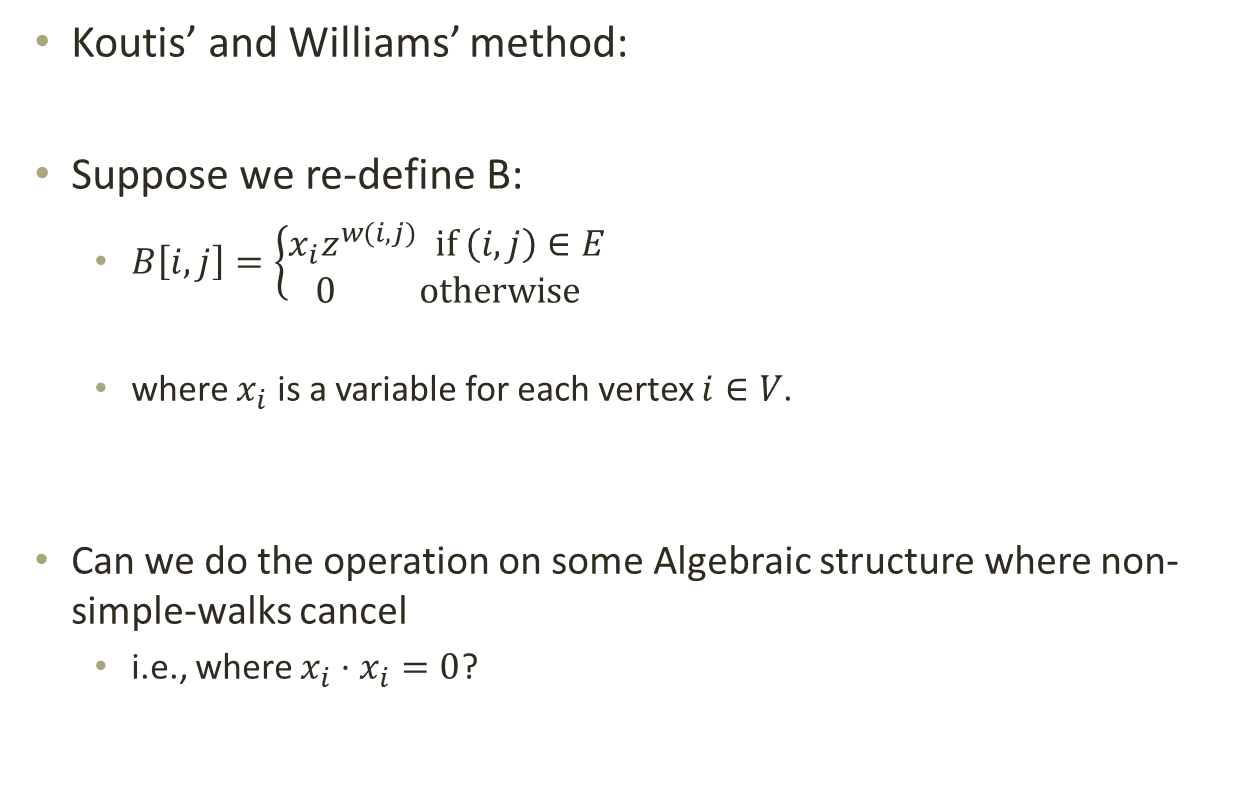 • Koutis’ and Williams’ method:
• Suppose we re-define B:
• B[i,j] = { x_i z^{w(i,j)} if (i,j) ∈ E
0 otherwise
• where x_i is a variable for each vertex i ∈ V.
• Can we do the operation on some Algebraic structure where non-
simple-walks cancel
• i.e., where x_i · x_i = 0?